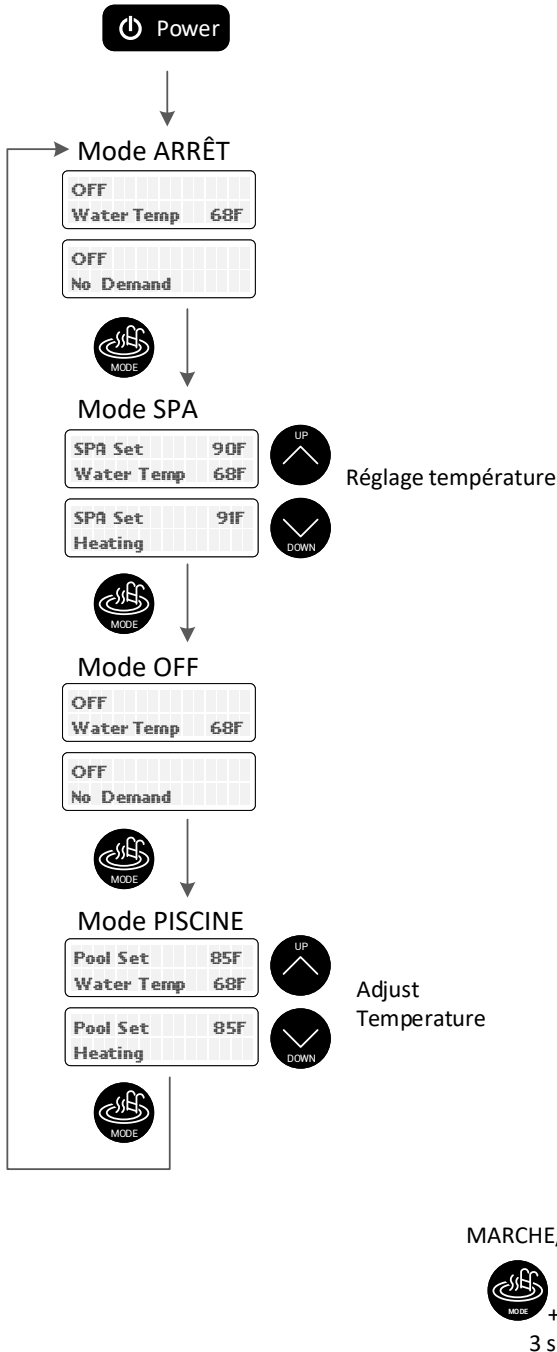 Power
Mode ARRÊT
OFF
Water Temp 68F
OFF
No Demand
MODE
Mode SPA
SPA Set 90F
Water Temp 68F
UP
Réglage température
SPA Set 91F
Heating
DOWN
MODE
Mode OFF
OFF
Water Temp 68F
OFF
No Demand
MODE
Mode PISCINE
Pool Set 85F
Water Temp 68F
UP
Adjust
Temperature
Pool Set 85F
Heating
DOWN
MODE
MARCHE,
MODE
+
3 s